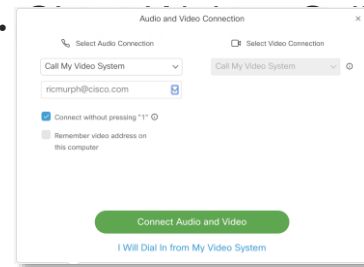 Audio and Video Connection
Select Audio Connection
Select Video Connection
Call My Video System
Call My Video System
ricmurph@cisco.com
Connect without pressing "1"
Remember video address on
this computer
Connect Audio and Video
I Will Dial In from My Video System